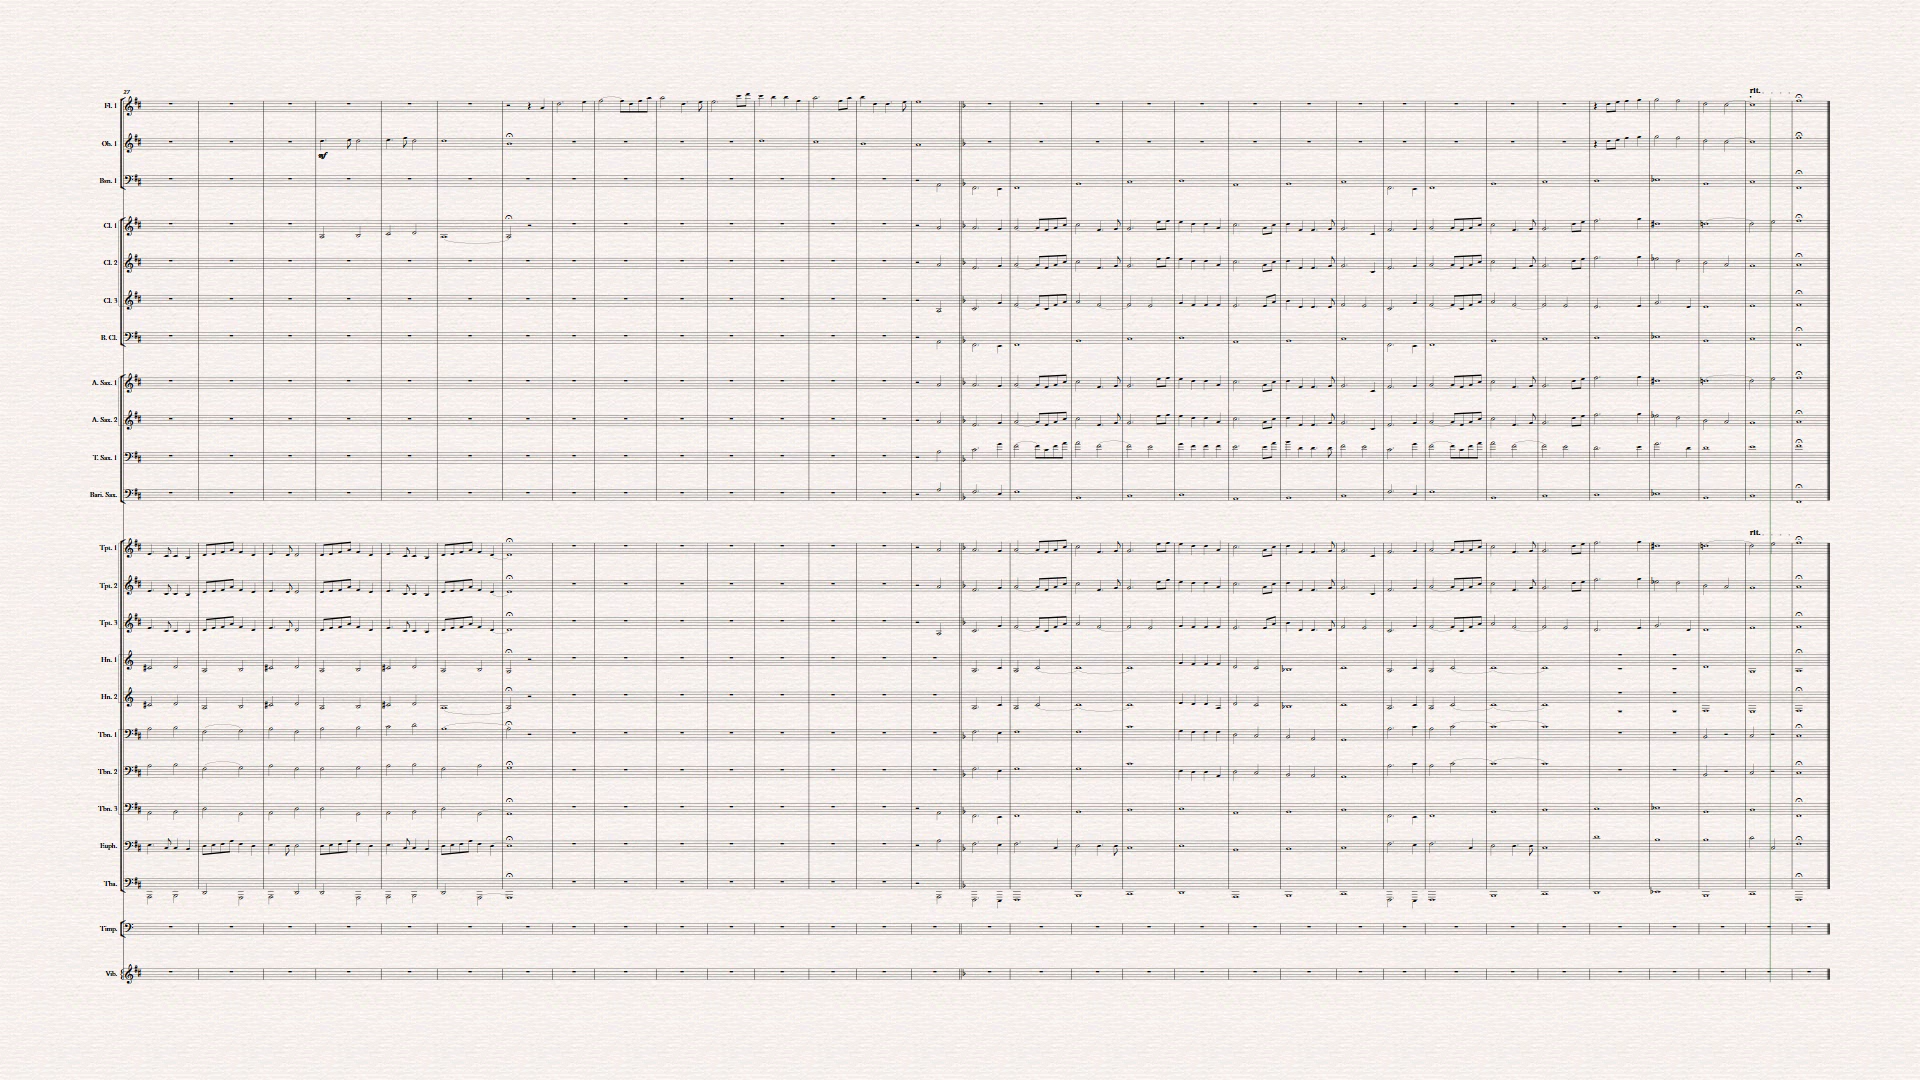 27
rit.
Fl. 1
Ob. 1
mf
Bsn. 1
Cl. 1
Cl. 2
Cl. 3
B. Cl.
A. Sax. 1
A. Sax. 2
T. Sax. 1
Bari. Sax.
rit.
Tpt. 1
Tpt. 2
Tpt. 3
Hn. 1
Hn. 2
Tbn. 1
Tbn. 2
Tbn. 3
Euph.
Tba.
Timp.
Vib.